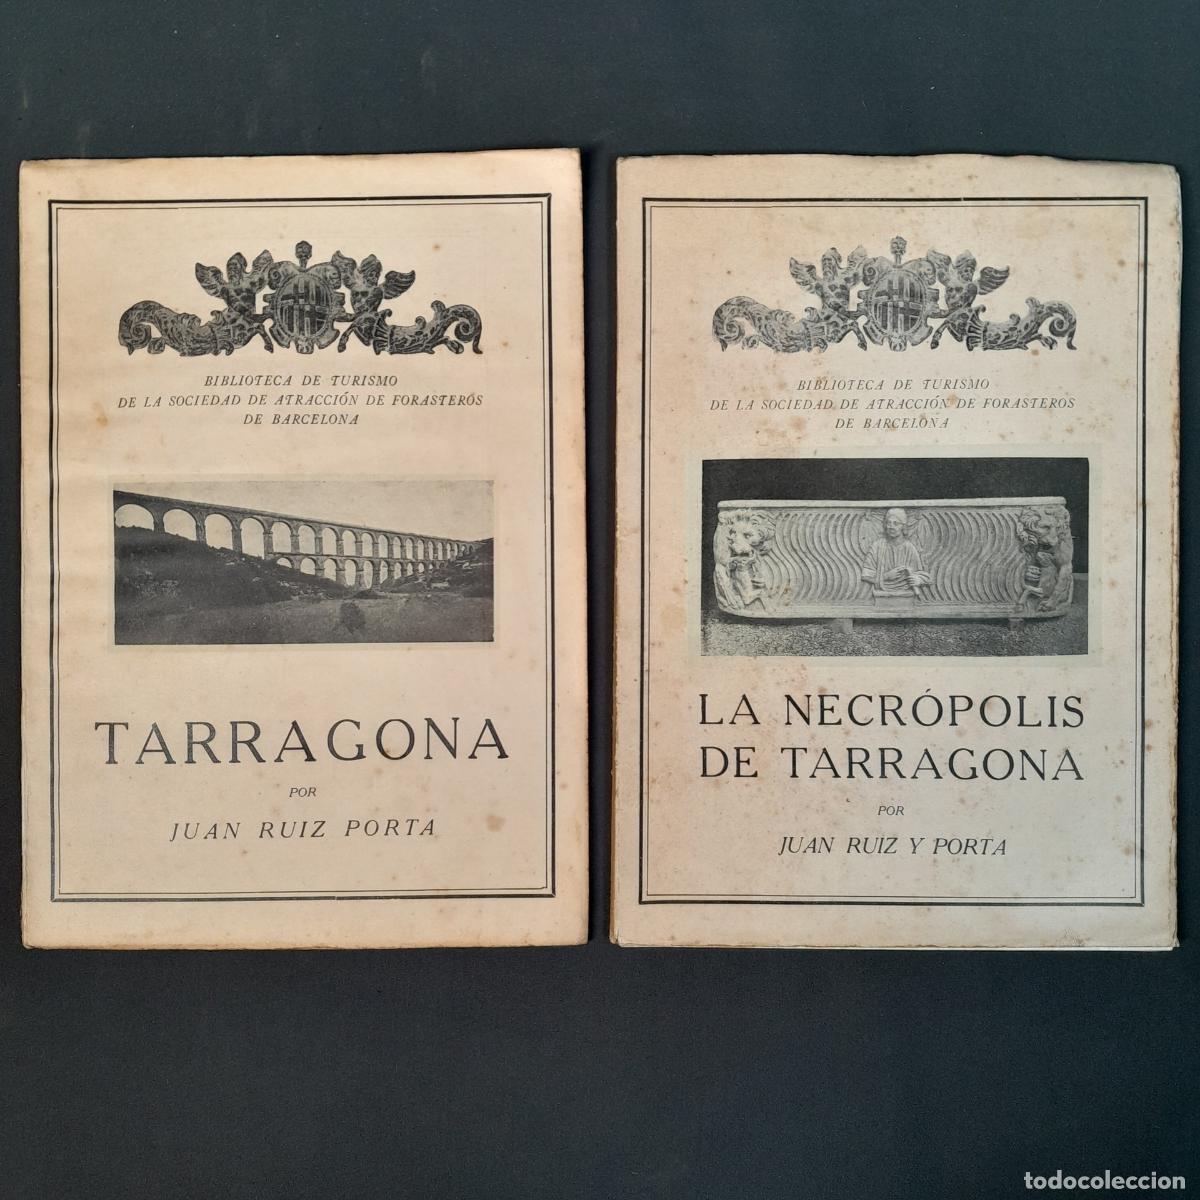 BIBLIOTECA DE TURISMO
DE LA SOCIEDAD DE ATRACCIÓN DE FORASTEROS
DE BARCELONA
TARRAGONA
POR
JUAN RUIZ PORTA
BIBLIOTECA DE TURISMO
DE LA SOCIEDAD DE ATRACCIÓN DE FORASTEROS
DE BARCELONA
LA NECRÓPOLIS
DE TARRAGONA
POR
JUAN RUIZ Y PORTA
todocoleccion